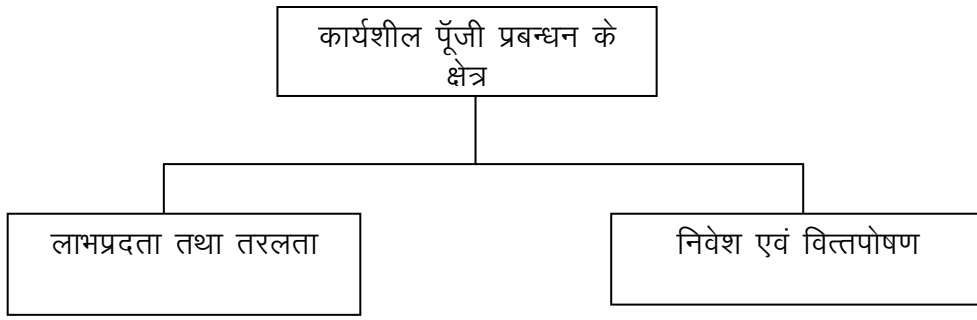 कार्यशील पूॅजी प्रबन्धन के
क्षेत्र
लाभप्रदता तथा तरलता
निवेश एवं वित्तपोषण